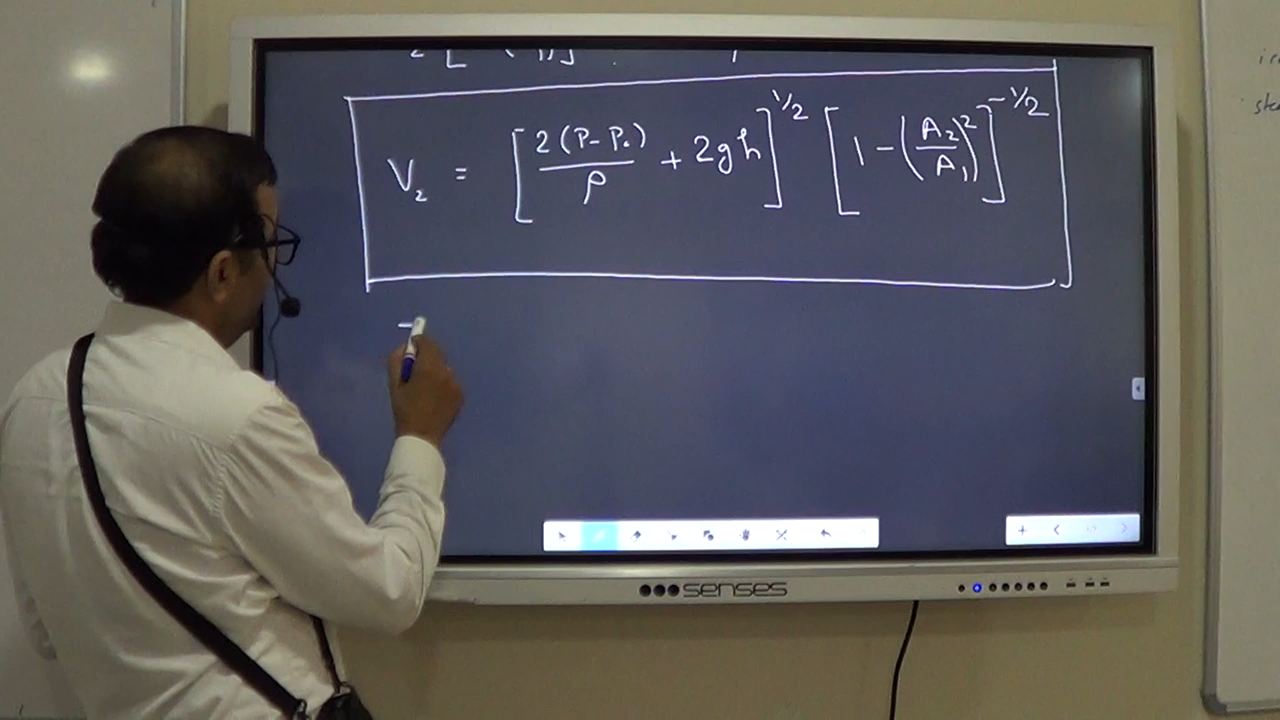 V₂ = [2(P-P₀)/ρ + 2gh]^1/2 [1-(A₂/A₁)²]^-1/2
senses